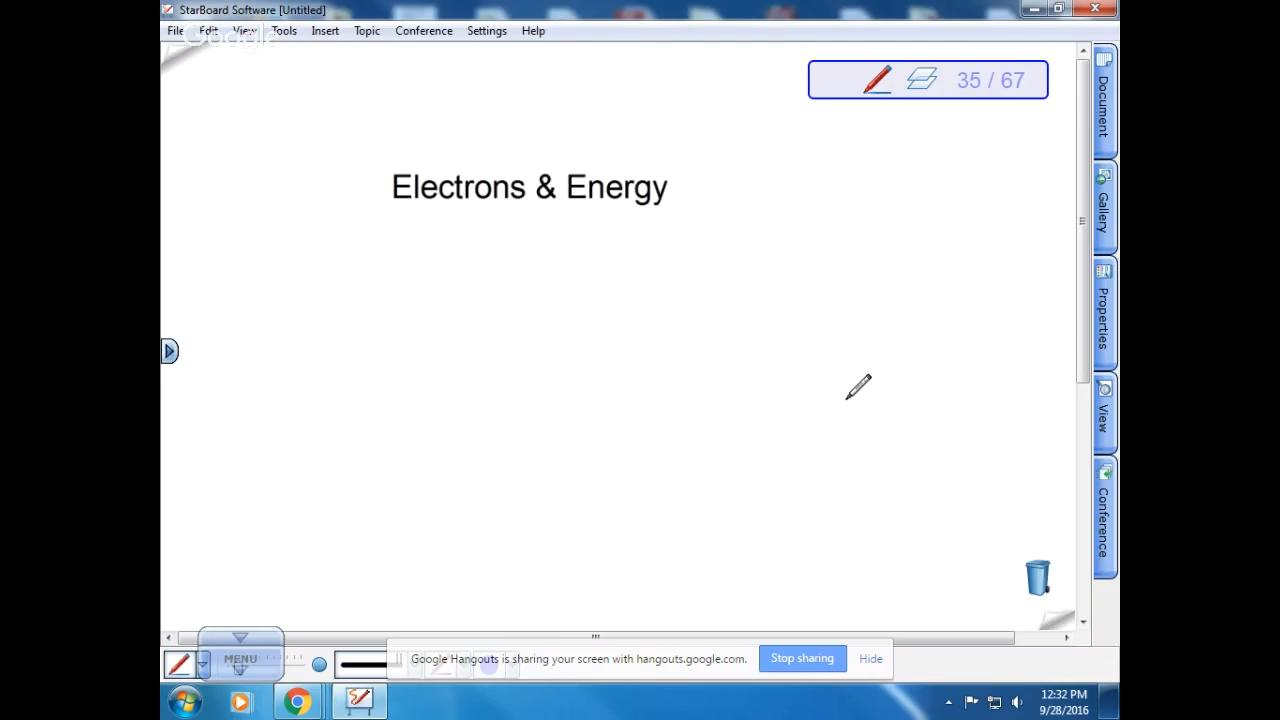 StarBoard Software [Untitled]
File Edit View Tools Insert Topic Conference Settings Help
Google
35 / 67
Electrons & Energy
Document
Gallery
Properties
View
Conference
MENU
Google Hangouts is sharing your screen with hangouts.google.com. Stop sharing Hide
12:32 PM
9/28/2016